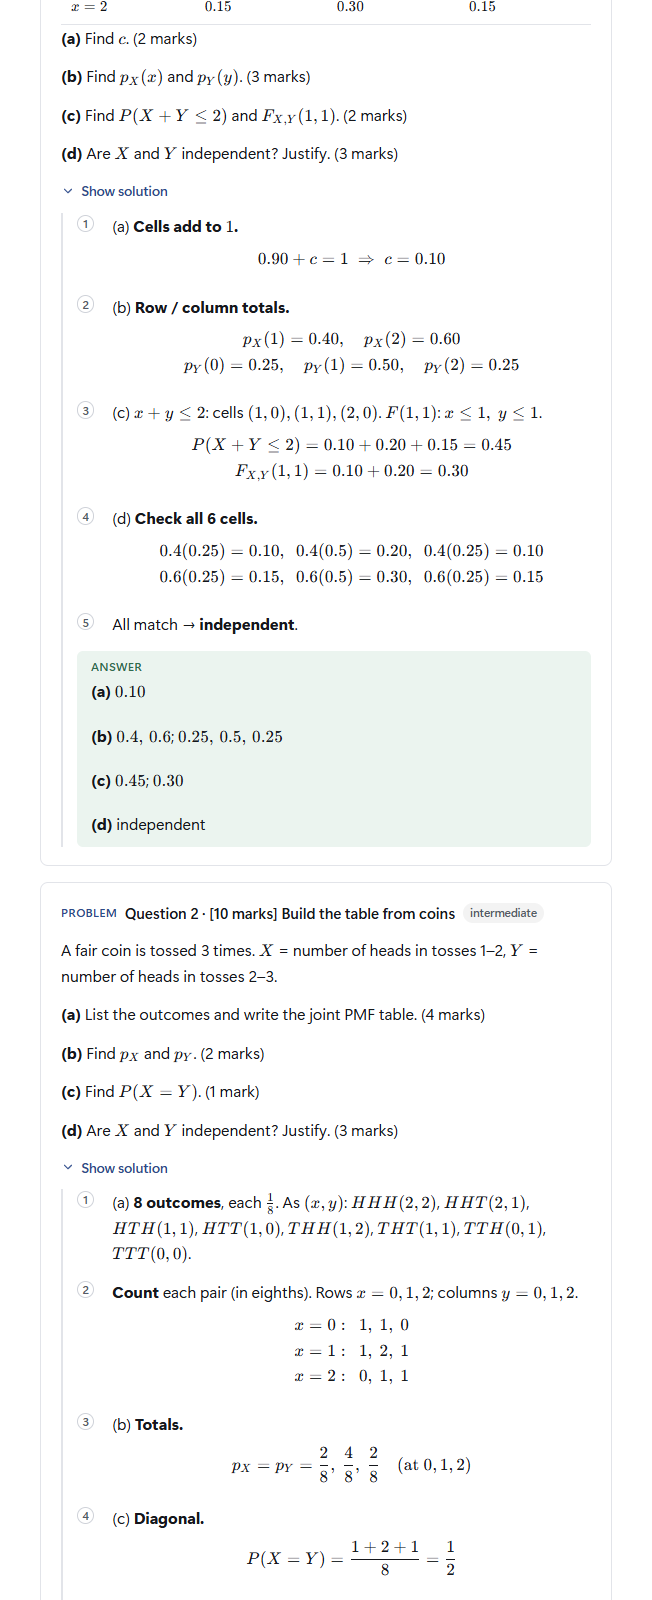 x = 2 0.15 0.30 0.15
(a) Find c. (2 marks)
(b) Find p_X(x) and p_Y(y). (3 marks)
(c) Find P(X + Y ≤ 2) and F_{X,Y}(1, 1). (2 marks)
(d) Are X and Y independent? Justify. (3 marks)
Show solution
1 (a) Cells add to 1.
0.90 + c = 1 ⇒ c = 0.10
2 (b) Row / column totals.
p_X(1) = 0.40, p_X(2) = 0.60
p_Y(0) = 0.25, p_Y(1) = 0.50, p_Y(2) = 0.25
3 (c) x + y ≤ 2: cells (1, 0), (1, 1), (2, 0). F(1, 1): x ≤ 1, y ≤ 1.
P(X + Y ≤ 2) = 0.10 + 0.20 + 0.15 = 0.45
F_{X,Y}(1, 1) = 0.10 + 0.20 = 0.30
4 (d) Check all 6 cells.
0.4(0.25) = 0.10, 0.4(0.5) = 0.20, 0.4(0.25) = 0.10
0.6(0.25) = 0.15, 0.6(0.5) = 0.30, 0.6(0.25) = 0.15
5 All match → independent.
ANSWER
(a) 0.10
(b) 0.4, 0.6; 0.25, 0.5, 0.25
(c) 0.45; 0.30
(d) independent
PROBLEM Question 2 · [10 marks] Build the table from coins intermediate
A fair coin is tossed 3 times. X = number of heads in tosses 1–2, Y =
number of heads in tosses 2–3.
(a) List the outcomes and write the joint PMF table. (4 marks)
(b) Find p_X and p_Y. (2 marks)
(c) Find P(X = Y). (1 mark)
(d) Are X and Y independent? Justify. (3 marks)
Show solution
1 (a) 8 outcomes, each 1/8. As (x, y): HHH(2, 2), HHT(2, 1),
HTH(1, 1), HTT(1, 0), THH(1, 2), THT(1, 1), TTH(0, 1),
TTT(0, 0).
2 Count each pair (in eighths). Rows x = 0, 1, 2; columns y = 0, 1, 2.
x = 0 : 1, 1, 0
x = 1 : 1, 2, 1
x = 2 : 0, 1, 1
3 (b) Totals.
p_X = p_Y = 2/8, 4/8, 2/8 (at 0, 1, 2)
4 (c) Diagonal.
P(X = Y) = (1 + 2 + 1)/8 = 1/2